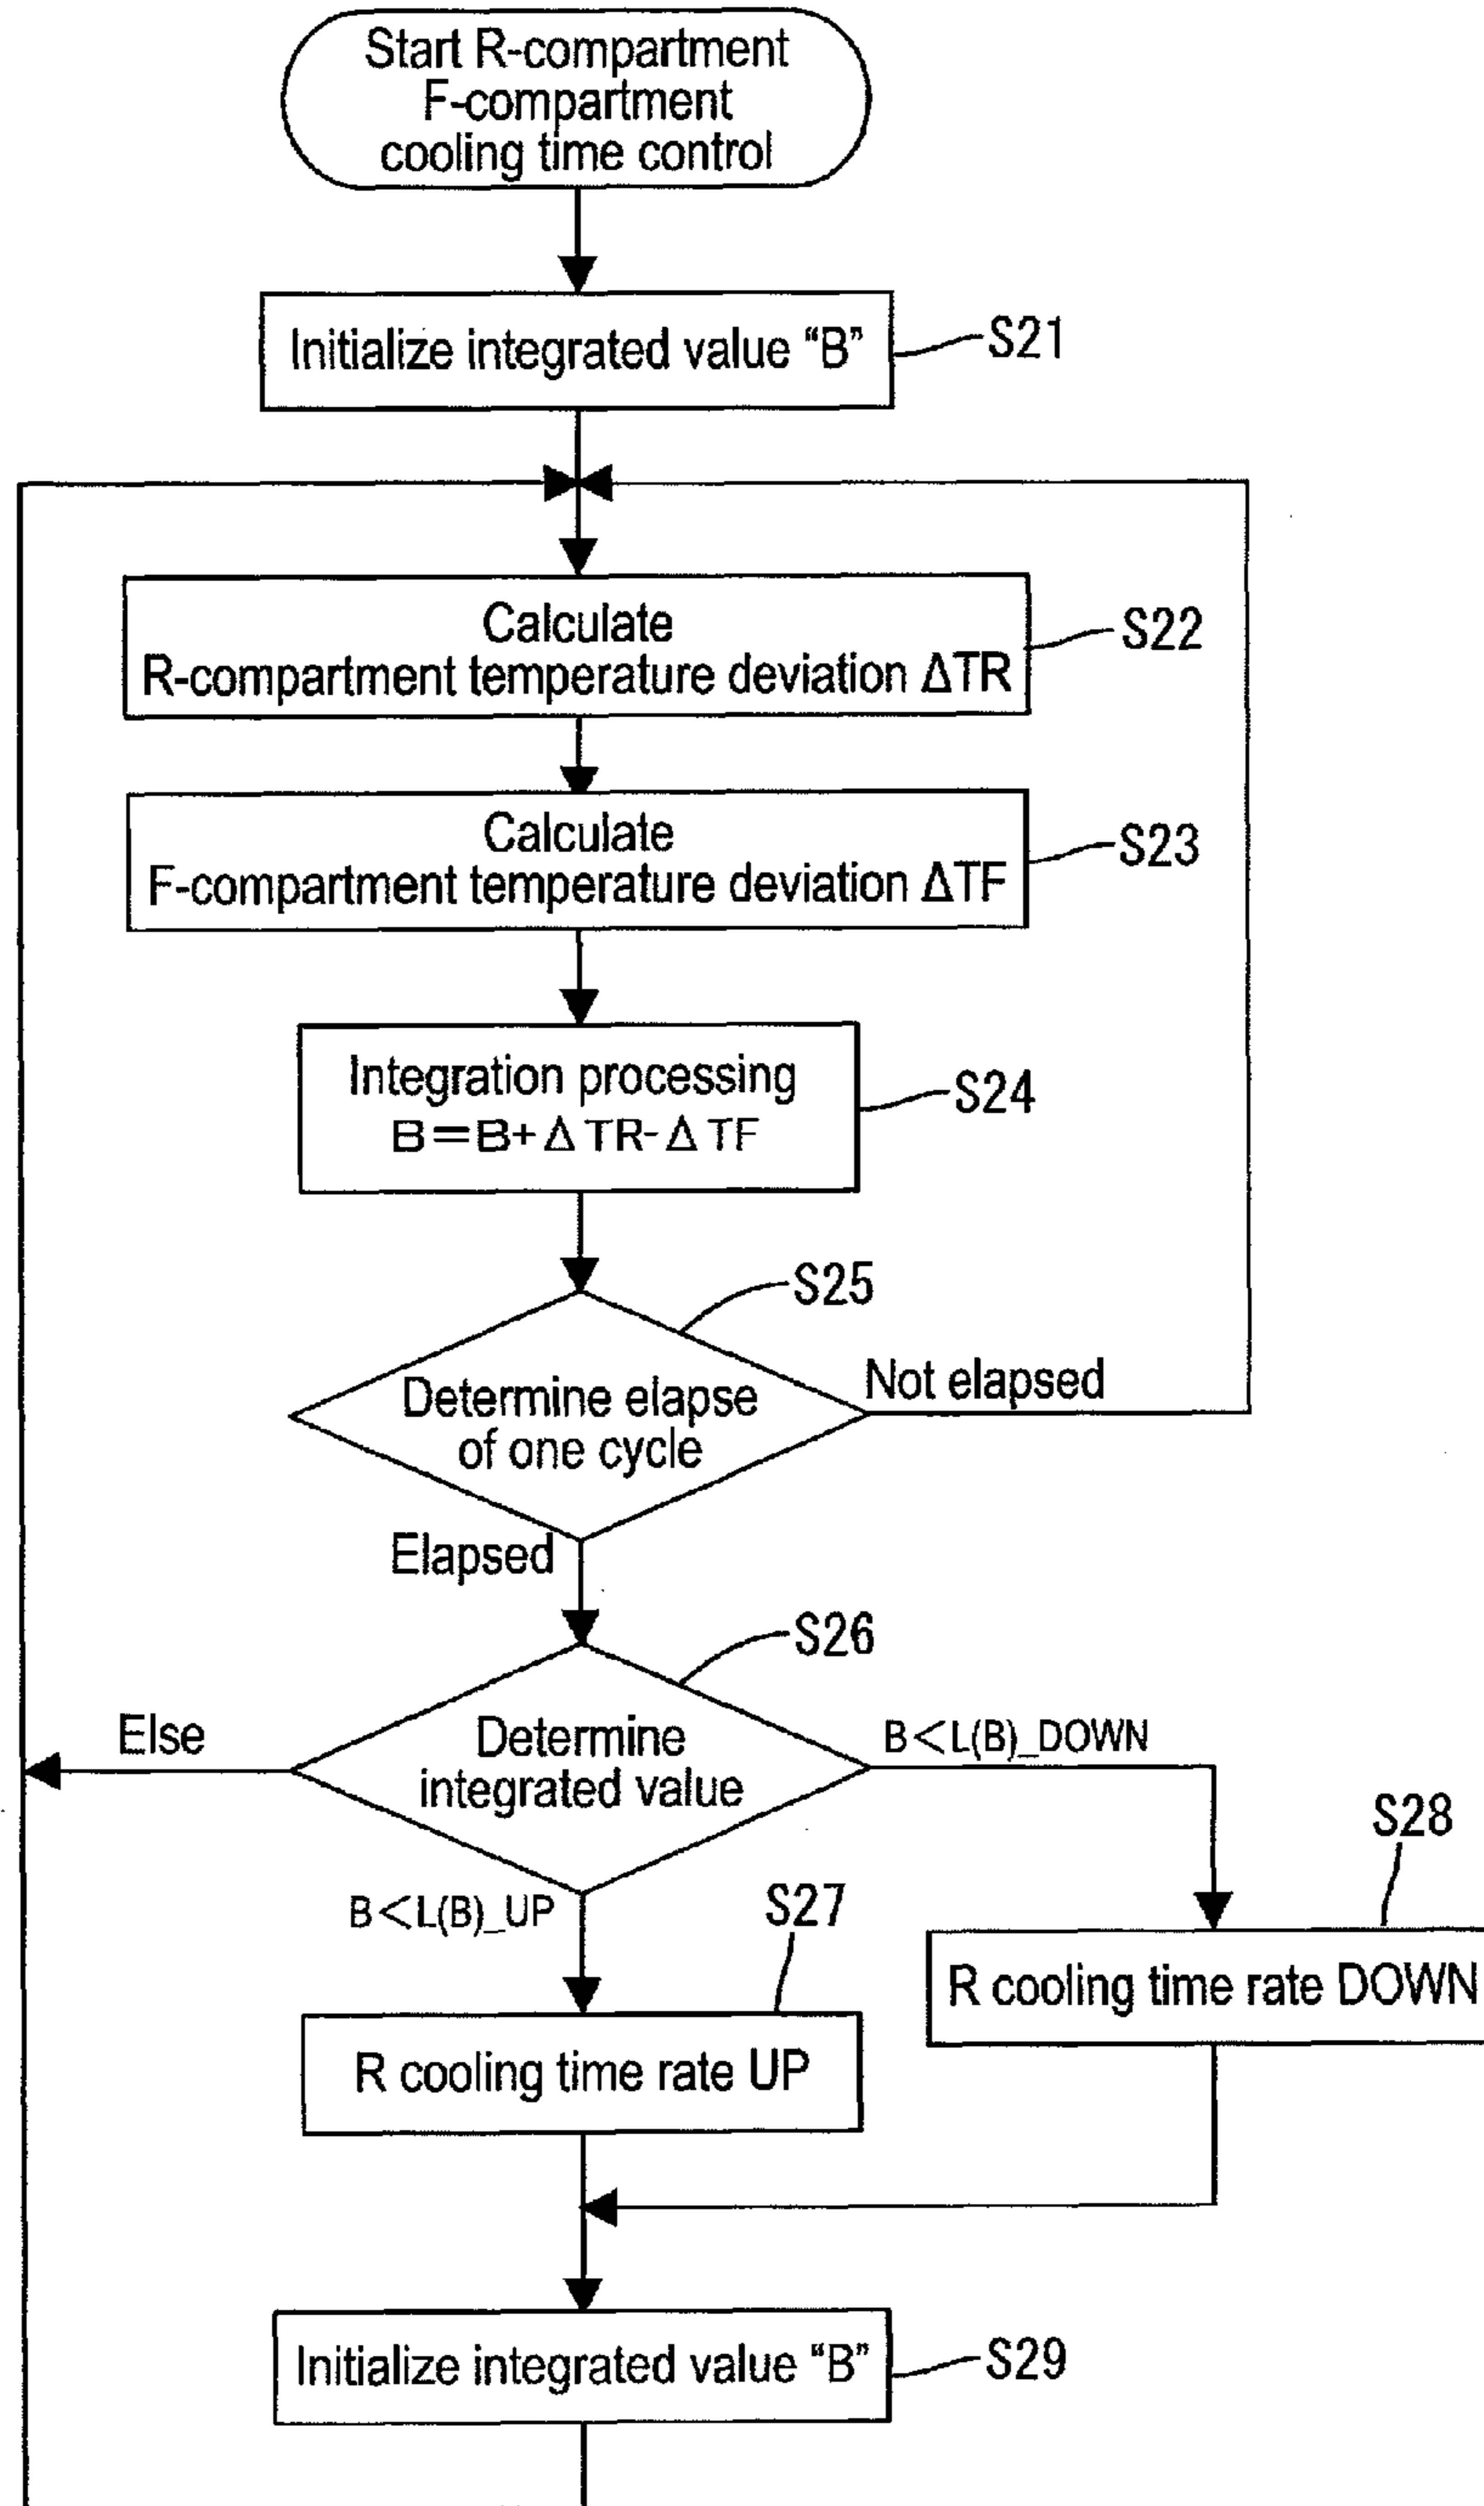 Start R-compartment
F-compartment
cooling time control
Initialize integrated value “B”
S21
Calculate
R-compartment temperature deviation ΔTR
S22
Calculate
F-compartment temperature deviation ΔTF
S23
Integration processing
B=B+Δ TR-Δ TF
S24
S25
Determine elapse
of one cycle
Not elapsed
Elapsed
S26
Determine
integrated value
Else
B<L(B)_DOWN
S28
B<L(B)_UP
S27
R cooling time rate DOWN
R cooling time rate UP
Initialize integrated value “B”
S29